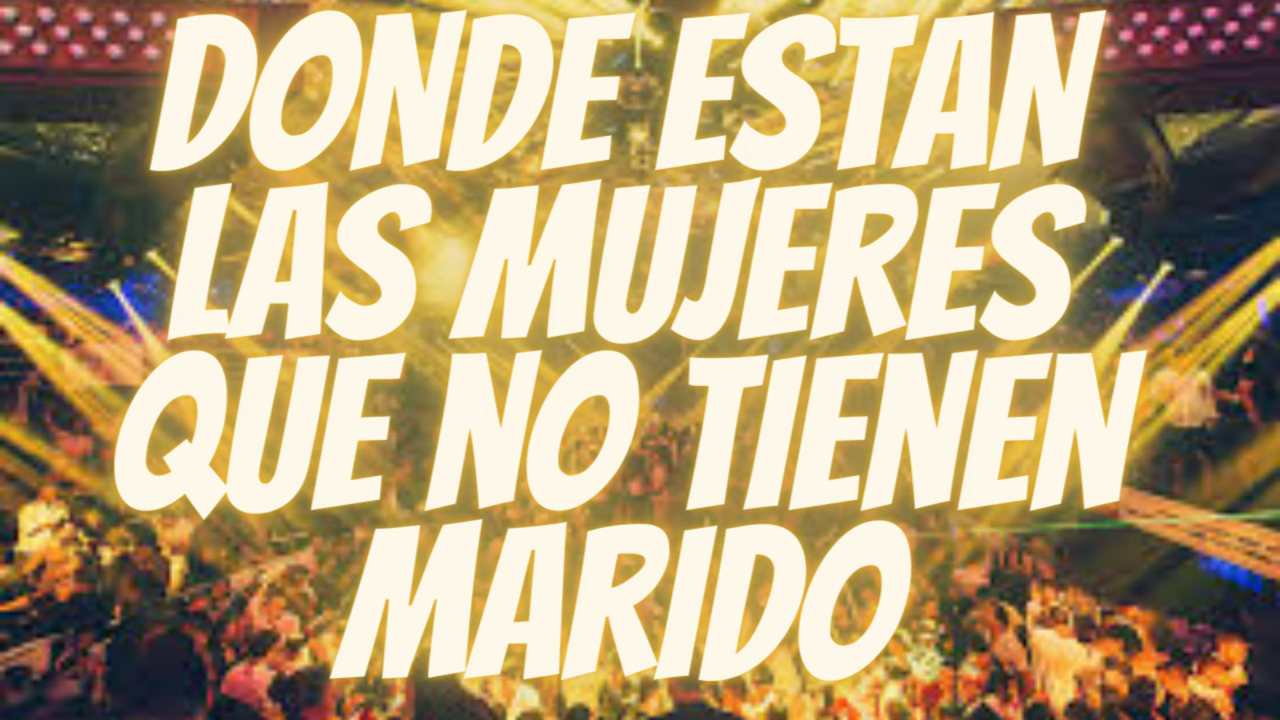 DONDE ESTAN
LAS MUJERES
QUE NO TIENEN
MARIDO